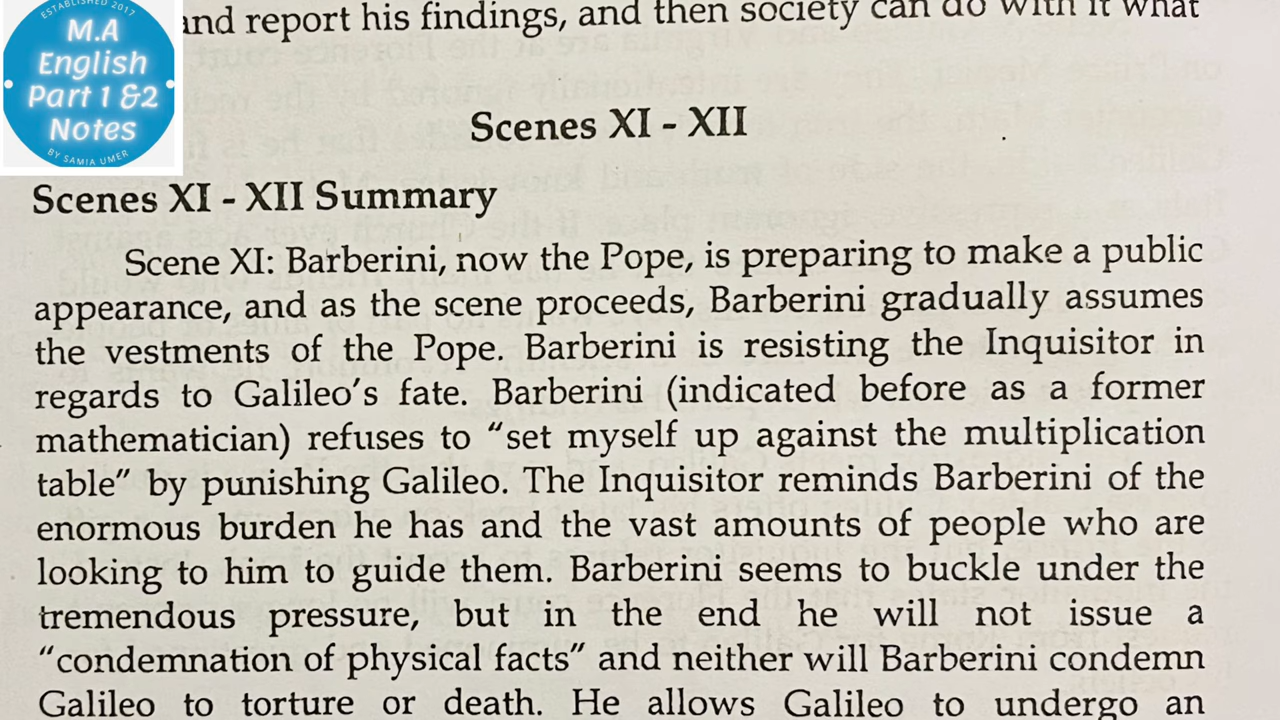 ESTABLISHED 2017
M.A
English
Part 1 &2
Notes
BY SAMIA UMER
and report his findings, and then society can do with it what
Scenes XI - XII
Scenes XI - XII Summary
Scene XI: Barberini, now the Pope, is preparing to make a public
appearance, and as the scene proceeds, Barberini gradually assumes
the vestments of the Pope. Barberini is resisting the Inquisitor in
regards to Galileo’s fate. Barberini (indicated before as a former
mathematician) refuses to “set myself up against the multiplication
table” by punishing Galileo. The Inquisitor reminds Barberini of the
enormous burden he has and the vast amounts of people who are
looking to him to guide them. Barberini seems to buckle under the
tremendous pressure, but in the end he will not issue a
“condemnation of physical facts” and neither will Barberini condemn
Galileo to torture or death. He allows Galileo to undergo an